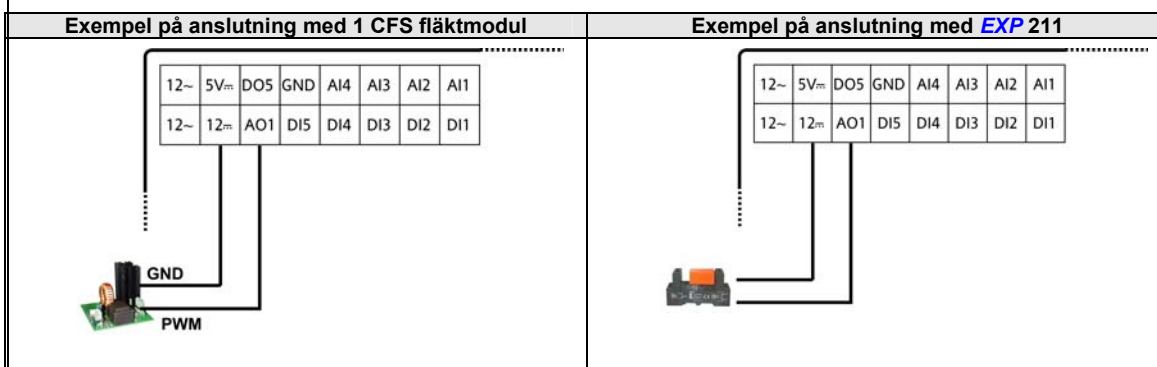 Exempel på anslutning med 1 CFS fläktmodul
12~ 5V⎓ DO5 GND AI4 AI3 AI2 AI1
12~ 12⎓ AO1 DI5 DI4 DI3 DI2 DI1
GND
PWM
Exempel på anslutning med EXP 211
12~ 5V⎓ DO5 GND AI4 AI3 AI2 AI1
12~ 12⎓ AO1 DI5 DI4 DI3 DI2 DI1